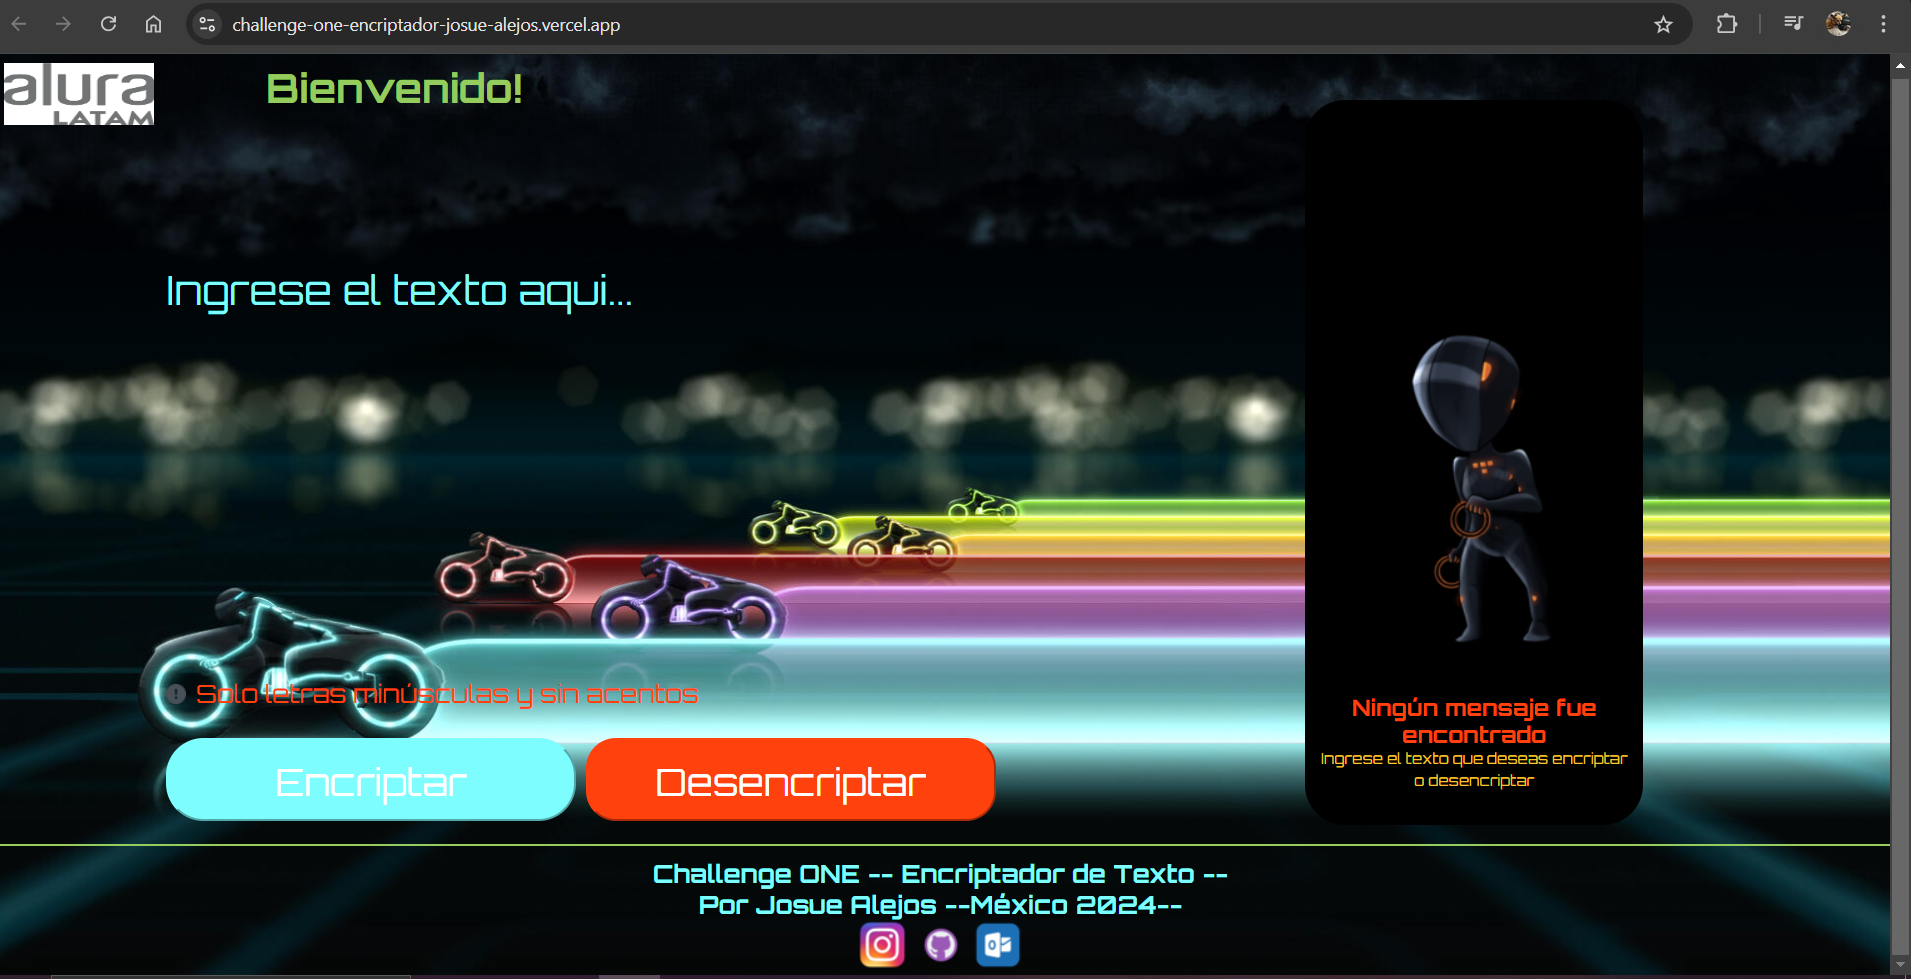 challenge-one-encriptador-josue-alejos.vercel.app
alura
LATAM
Bienvenido!
Ingrese el texto aqui...
Solo letras minúsculas y sin acentos
Encriptar
Desencriptar
Ningún mensaje fue
encontrado
Ingrese el texto que deseas encriptar
o desencriptar
Challenge ONE -- Encriptador de Texto --
Por Josue Alejos --México 2024--